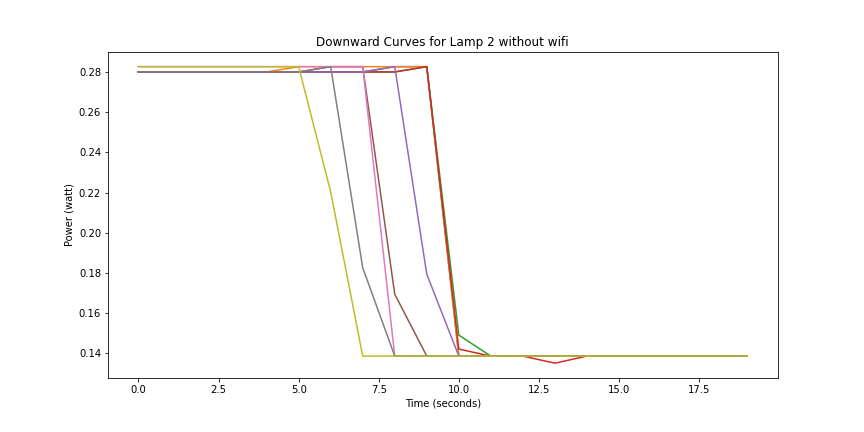 Downward Curves for Lamp 2 without wifi
Power (watt)
0.28
0.26
0.24
0.22
0.20
0.18
0.16
0.14
0.0 2.5 5.0 7.5 10.0 12.5 15.0 17.5
Time (seconds)